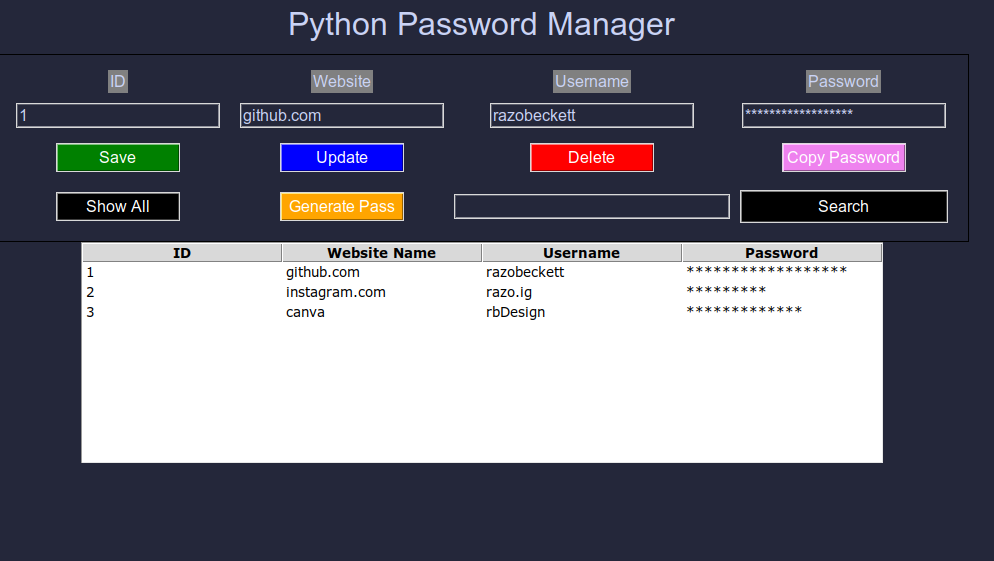 Python Password Manager
ID Website Username Password
1 github.com razobeckett ******************
Save Update Delete Copy Password
Show All Generate Pass Search
ID Website Name Username Password
1 github.com razobeckett ******************
2 instagram.com razo.ig *********
3 canva rbDesign *************